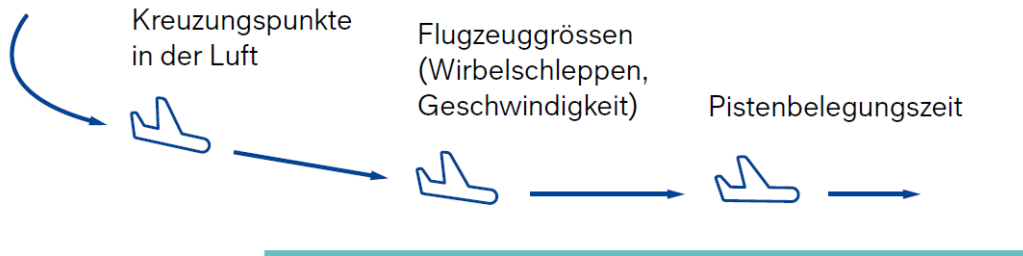 Kreuzungspunkte
in der Luft
Flugzeuggrössen
(Wirbelschleppen,
Geschwindigkeit)
Pistenbelegungszeit